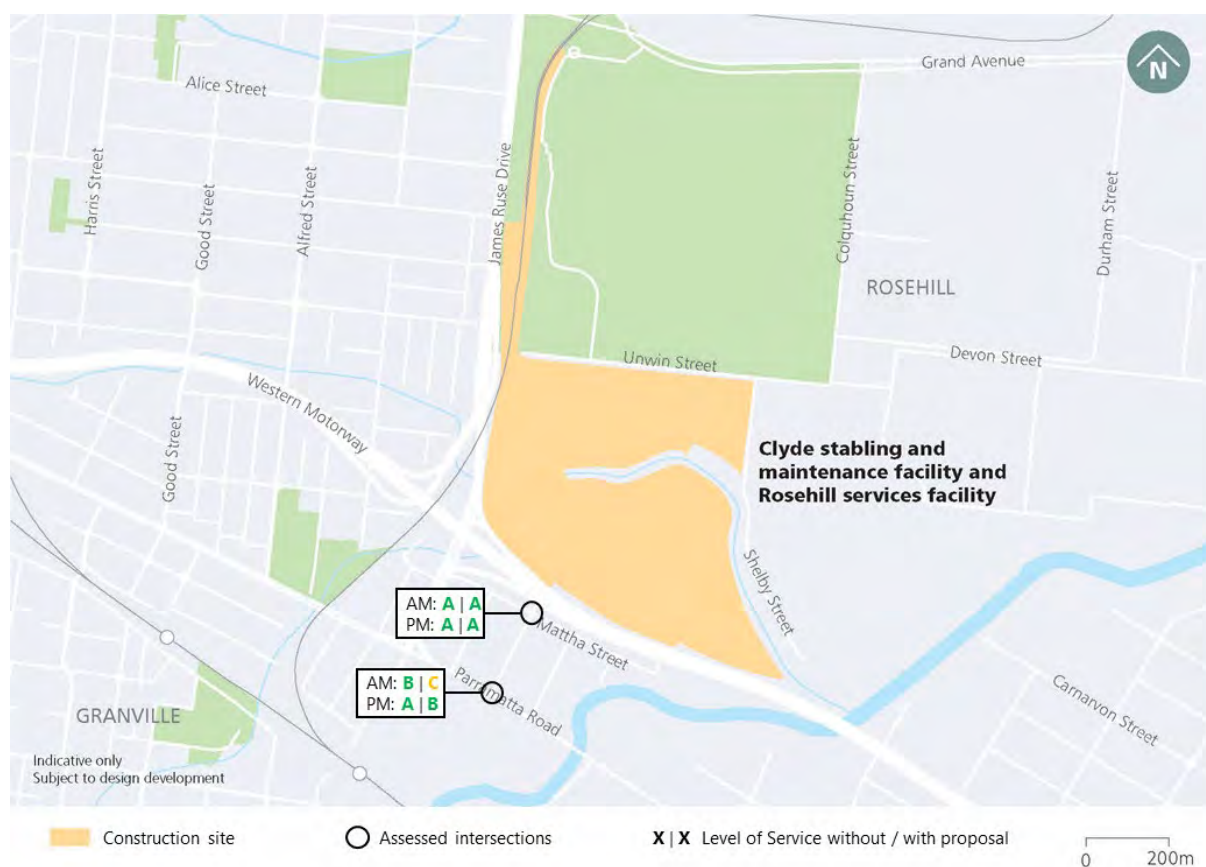 Grand Avenue
N
Alice Street
Harris Street
Good Street
Alfred Street
James Ruse Drive
Colquhoun Street
Durham Street
ROSEHILL
Unwin Street
Devon Street
Western Motorway
Good Street
Clyde stabling and
maintenance facility and
Rosehill services facility
Shelby Street
AM: A | A
PM: A | A
Mattha Street
AM: B | C
PM: A | B
Parramatta Road
Carnarvon Street
GRANVILLE
Indicative only
Subject to design development
Construction site
Assessed intersections
X | X Level of Service without / with proposal
0 200m